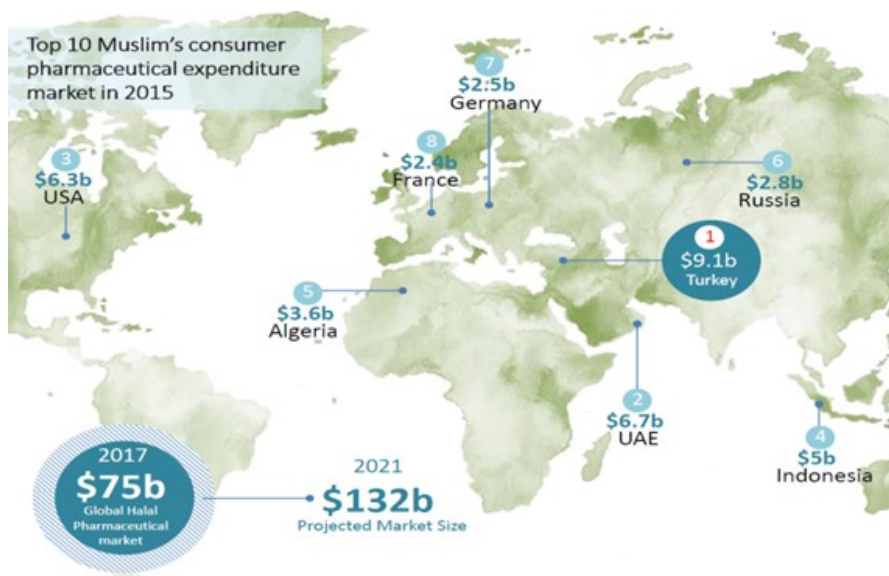 Top 10 Muslim's consumer
pharmaceutical expenditure
market in 2015
7
$2.5b
Germany
8
$2.4b
France
3
$6.3b
USA
6
$2.8b
Russia
1
$9.1b
Turkey
5
$3.6b
Algeria
2
$6.7b
UAE
4
$5b
Indonesia
2017
$75b
Global Halal
Pharmaceutical
market
2021
$132b
Projected Market Size